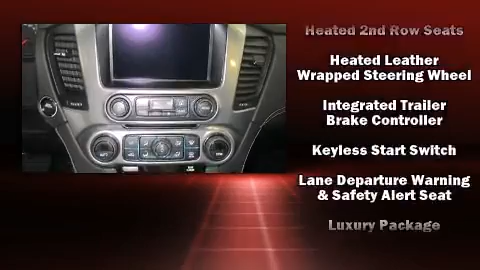 Heated 2nd Row Seats
Heated Leather
Wrapped Steering Wheel
Integrated Trailer
Brake Controller
Keyless Start Switch
Lane Departure Warning
& Safety Alert Seat
Luxury Package